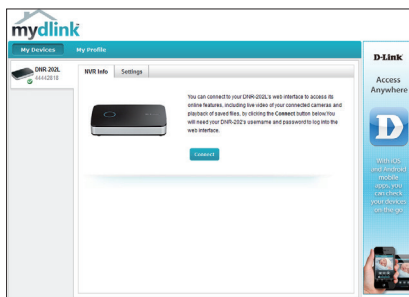 mydlink
My Devices
My Profile
DNR 202L
44442818
NVR Info
Settings
You can connect to your DNR-202L's web interface to access its
online features, including live video of your connected cameras and
playback of saved files, by clicking the Connect button below.You
will need your DNR-202's username and password to log into the
web interface.
Connect
D-Link
Access
Anywhere
D
With iOS
and Android
mobile
apps, you
can check
your devices
on-the-go